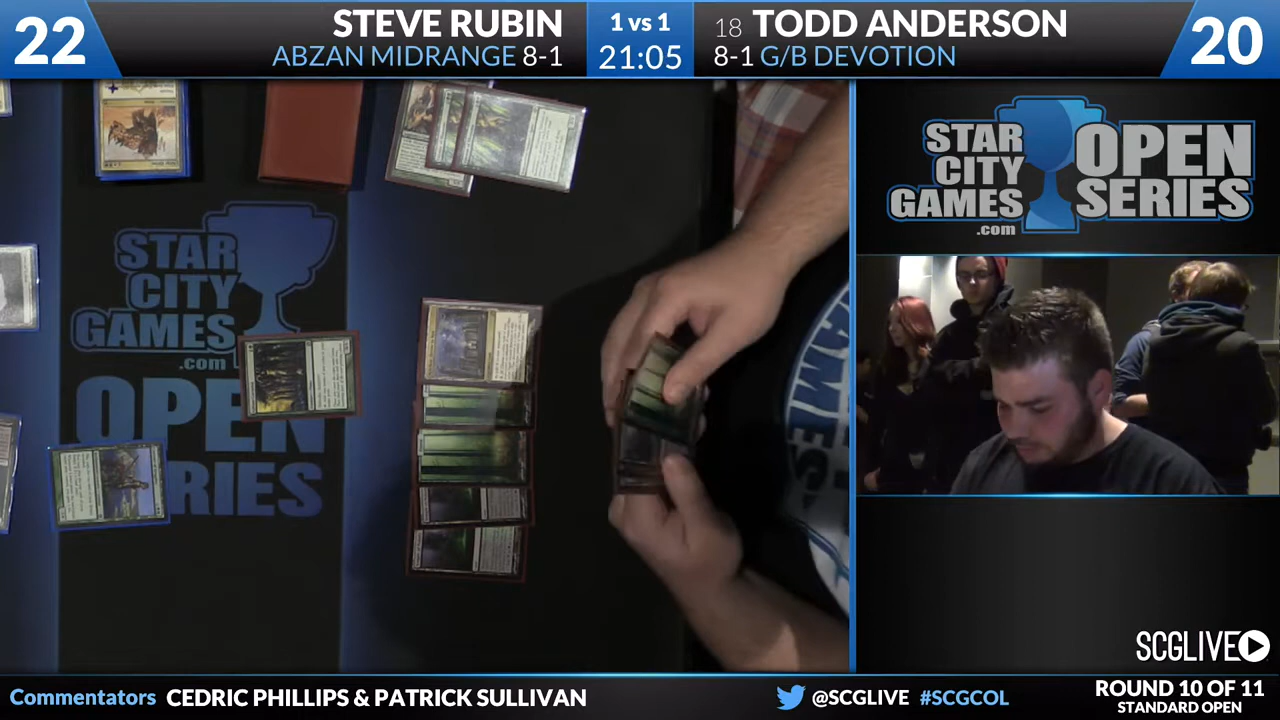 22
STEVE RUBIN
ABZAN MIDRANGE 8-1
1 vs 1
21:05
18 TODD ANDERSON
8-1 G/B DEVOTION
20
STAR
CITY
GAMES
.com
OPEN
SERIES
STAR
CITY
GAMES
.com
OPEN
RIES
GAMES
SCGLIVE
Commentators CEDRIC PHILLIPS & PATRICK SULLIVAN
@SCGLIVE #SCGCOL
ROUND 10 OF 11
STANDARD OPEN